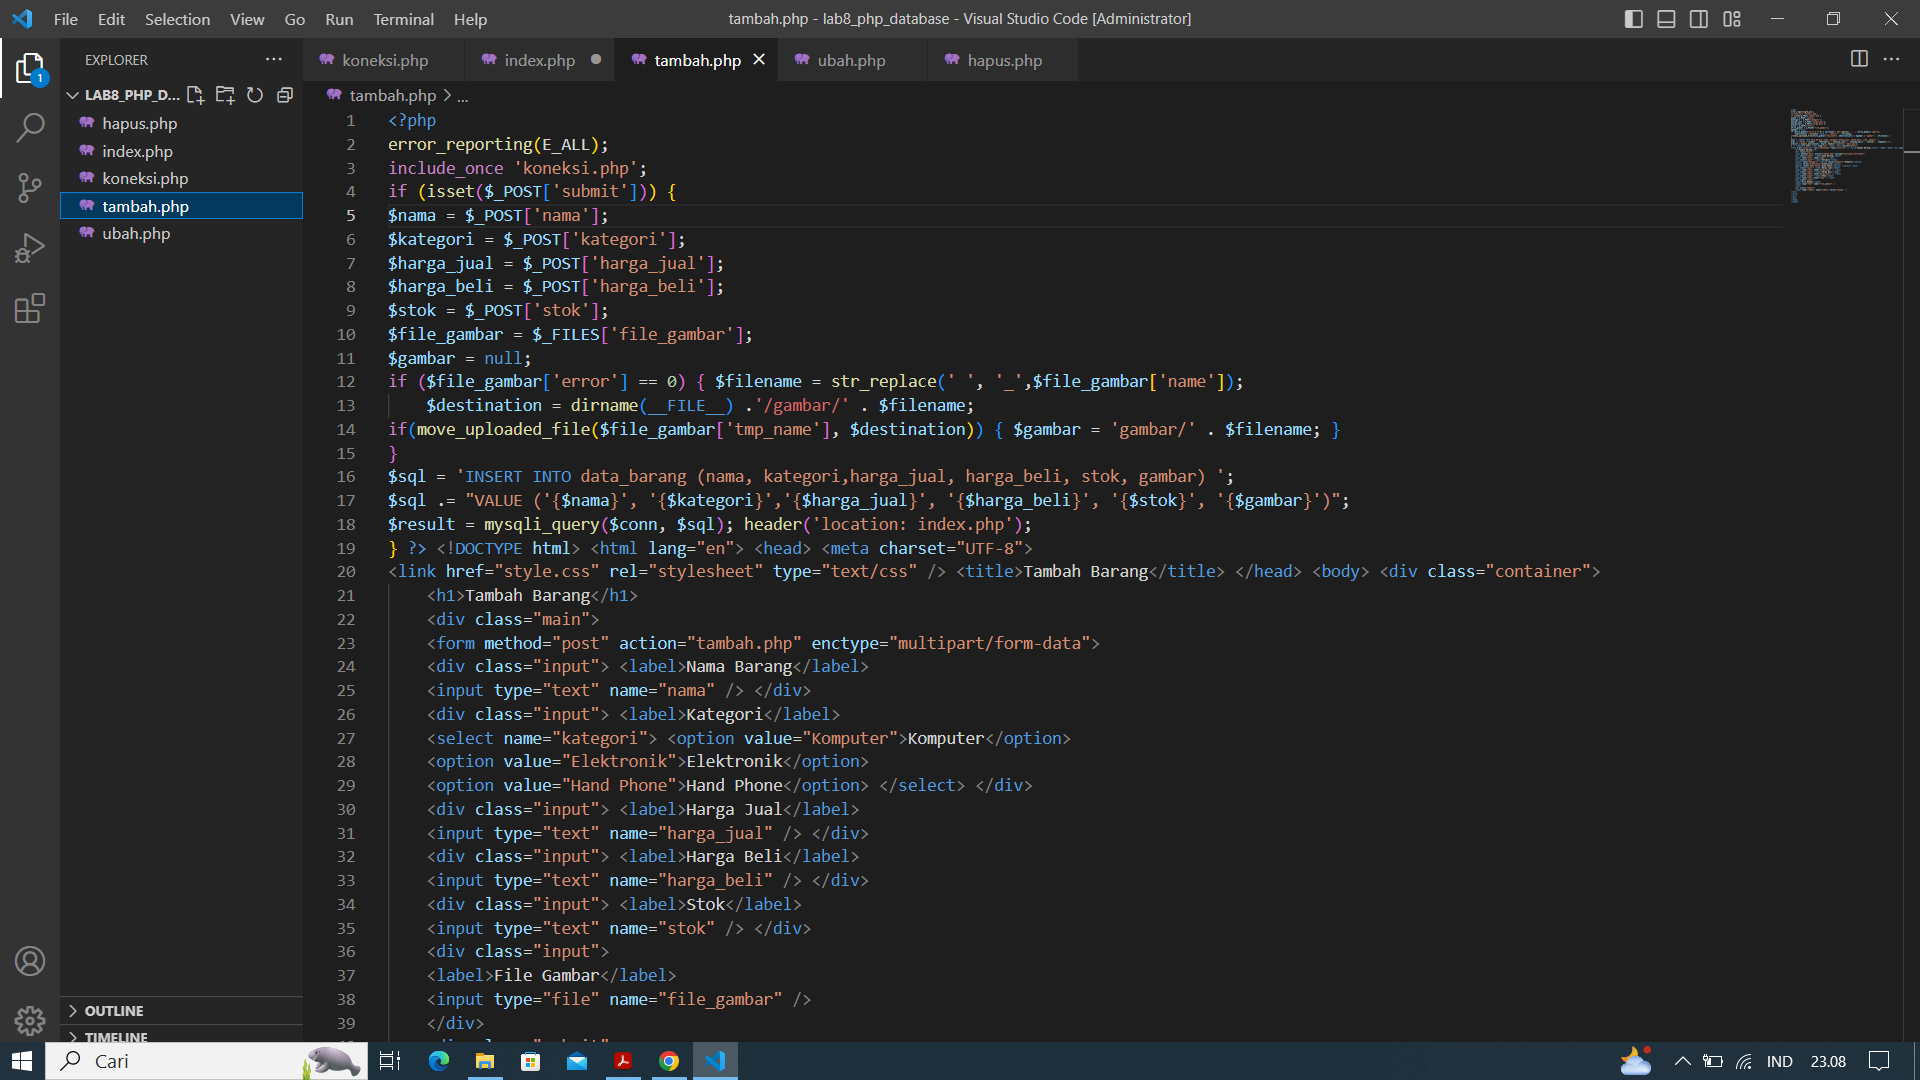 File Edit Selection View Go Run Terminal Help
tambah.php - lab8_php_database - Visual Studio Code [Administrator]
EXPLORER
koneksi.php
index.php
tambah.php
ubah.php
hapus.php
1
LAB8_PHP_D...
hapus.php
index.php
koneksi.php
tambah.php
ubah.php
OUTLINE
TIMELINE
tambah.php > ...
1 <?php
2 error_reporting(E_ALL);
3 include_once 'koneksi.php';
4 if (isset($_POST['submit'])) {
5 $nama = $_POST['nama'];
6 $kategori = $_POST['kategori'];
7 $harga_jual = $_POST['harga_jual'];
8 $harga_beli = $_POST['harga_beli'];
9 $stok = $_POST['stok'];
10 $file_gambar = $_FILES['file_gambar'];
11 $gambar = null;
12 if ($file_gambar['error'] == 0) { $filename = str_replace(' ', '_',$file_gambar['name']);
13 $destination = dirname(__FILE__) .'/gambar/' . $filename;
14 if(move_uploaded_file($file_gambar['tmp_name'], $destination)) { $gambar = 'gambar/' . $filename; }
15 }
16 $sql = 'INSERT INTO data_barang (nama, kategori,harga_jual, harga_beli, stok, gambar) ';
17 $sql .= "VALUE ('{$nama}', '{$kategori}','{$harga_jual}', '{$harga_beli}', '{$stok}', '{$gambar}')";
18 $result = mysqli_query($conn, $sql); header('location: index.php');
19 } ?> <!DOCTYPE html> <html lang="en"> <head> <meta charset="UTF-8">
20 <link href="style.css" rel="stylesheet" type="text/css" /> <title>Tambah Barang</title> </head> <body> <div class="container">
21 <h1>Tambah Barang</h1>
22 <div class="main">
23 <form method="post" action="tambah.php" enctype="multipart/form-data">
24 <div class="input"> <label>Nama Barang</label>
25 <input type="text" name="nama" /> </div>
26 <div class="input"> <label>Kategori</label>
27 <select name="kategori"> <option value="Komputer">Komputer</option>
28 <option value="Elektronik">Elektronik</option>
29 <option value="Hand Phone">Hand Phone</option> </select> </div>
30 <div class="input"> <label>Harga Jual</label>
31 <input type="text" name="harga_jual" /> </div>
32 <div class="input"> <label>Harga Beli</label>
33 <input type="text" name="harga_beli" /> </div>
34 <div class="input"> <label>Stok</label>
35 <input type="text" name="stok" /> </div>
36 <div class="input">
37 <label>File Gambar</label>
38 <input type="file" name="file_gambar" />
39 </div>
Cari
IND 23.08